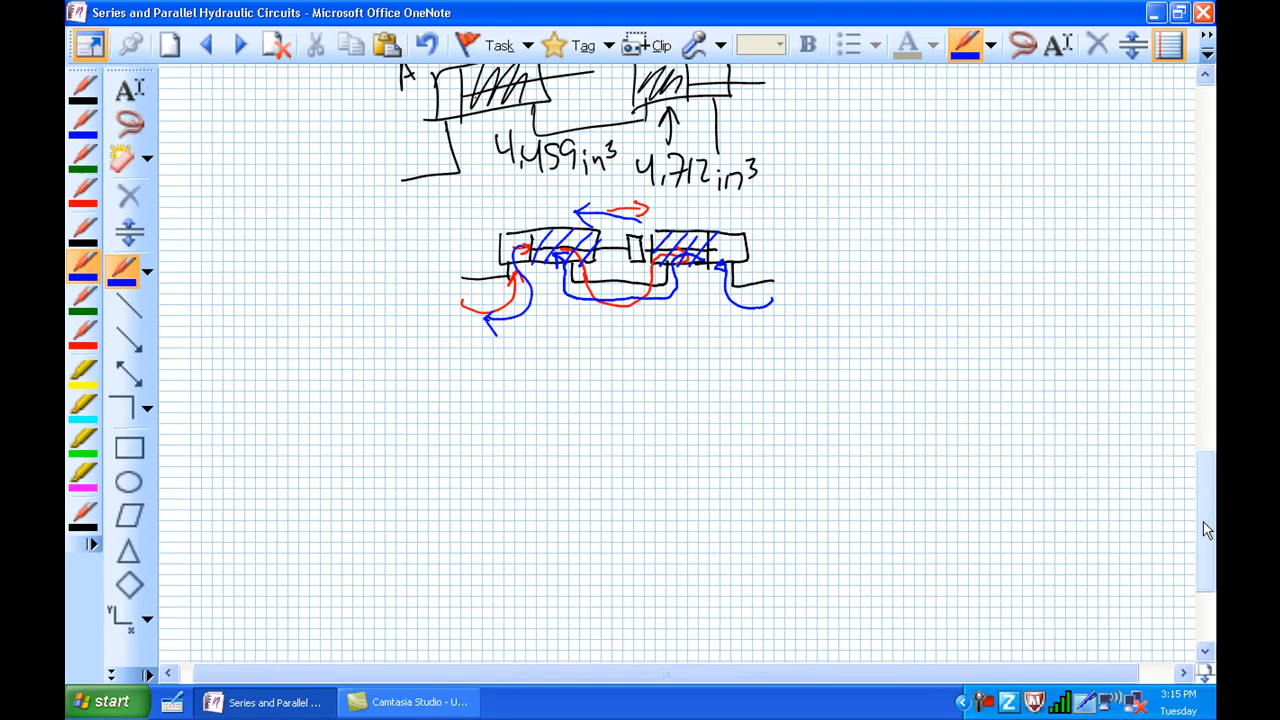 Series and Parallel Hydraulic Circuits - Microsoft Office OneNote
Task Tag Clip B A A
A
4,459in³ 4,712in³
start Series and Parallel ... Camtasia Studio - U... Z 3:15 PM
Tuesday